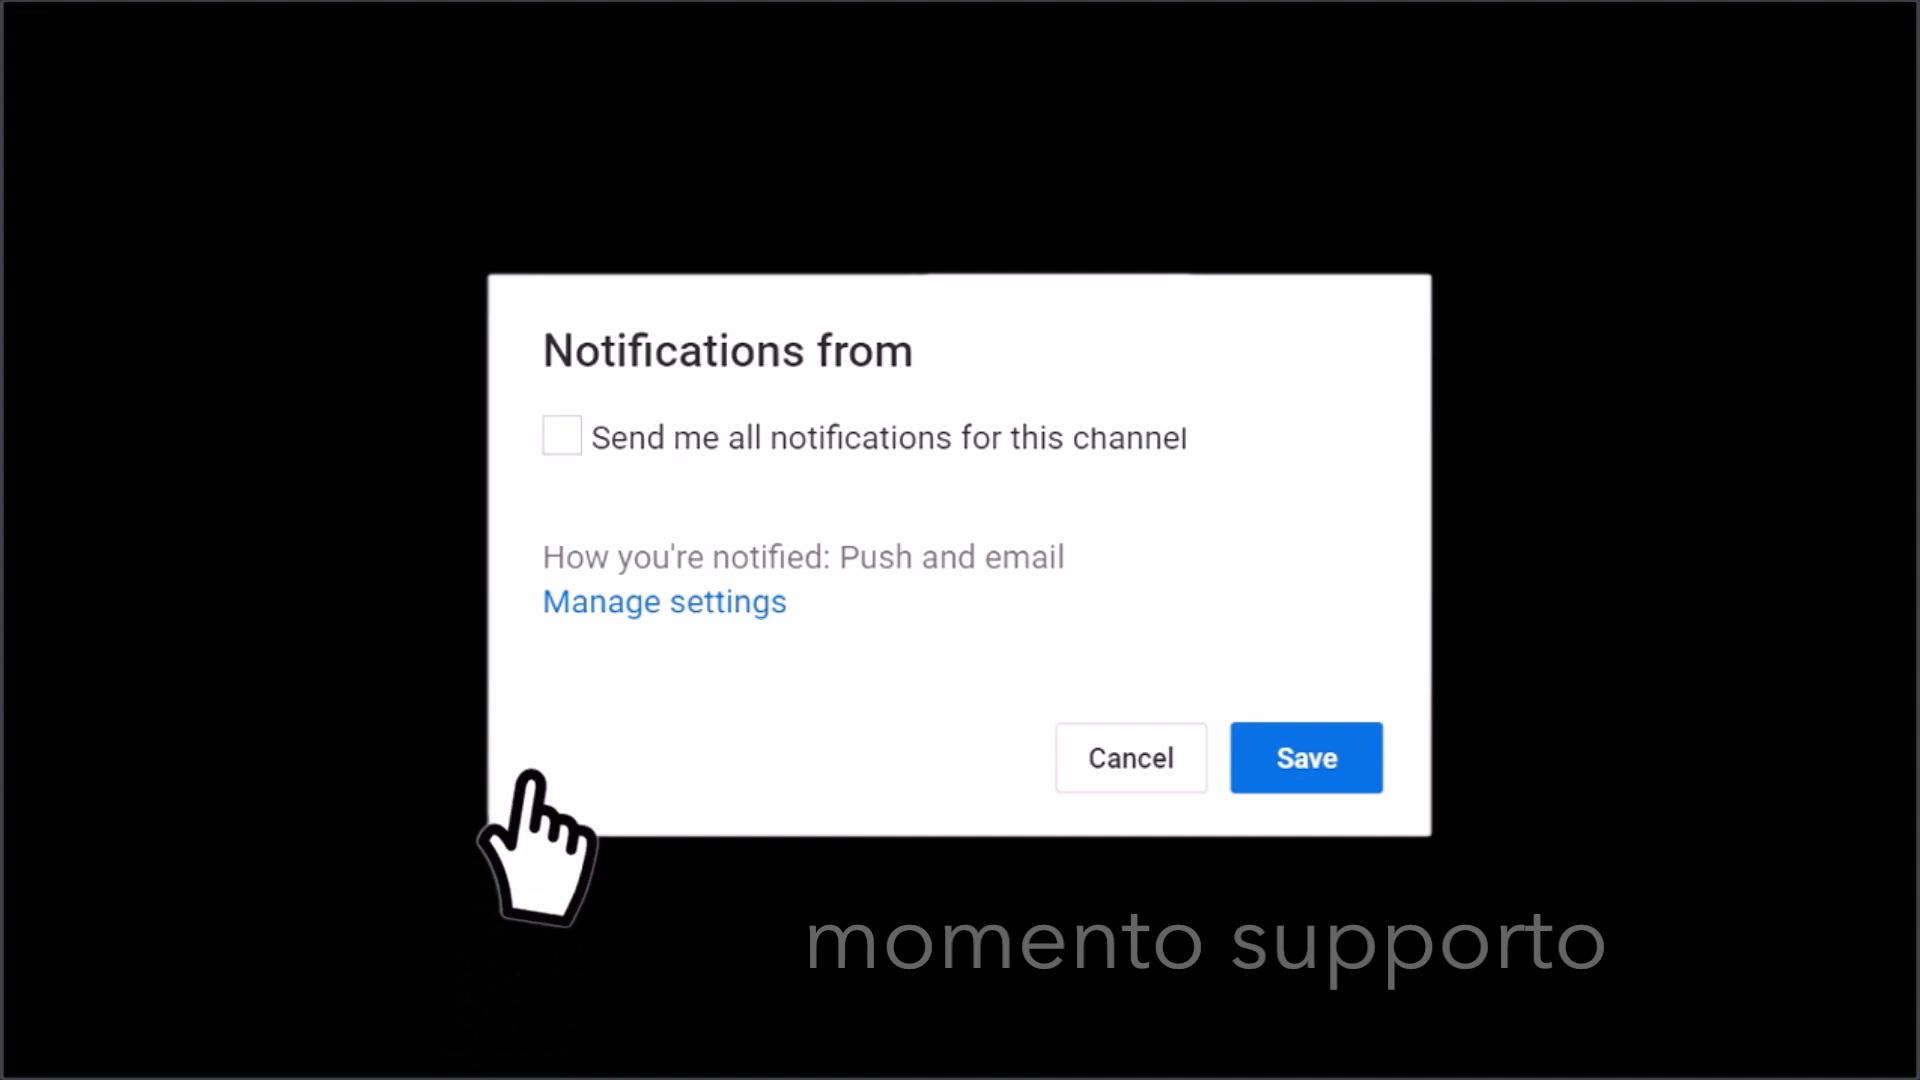 Notifications from
Send me all notifications for this channel
How you're notified: Push and email
Manage settings
Cancel
Save
momento supporto